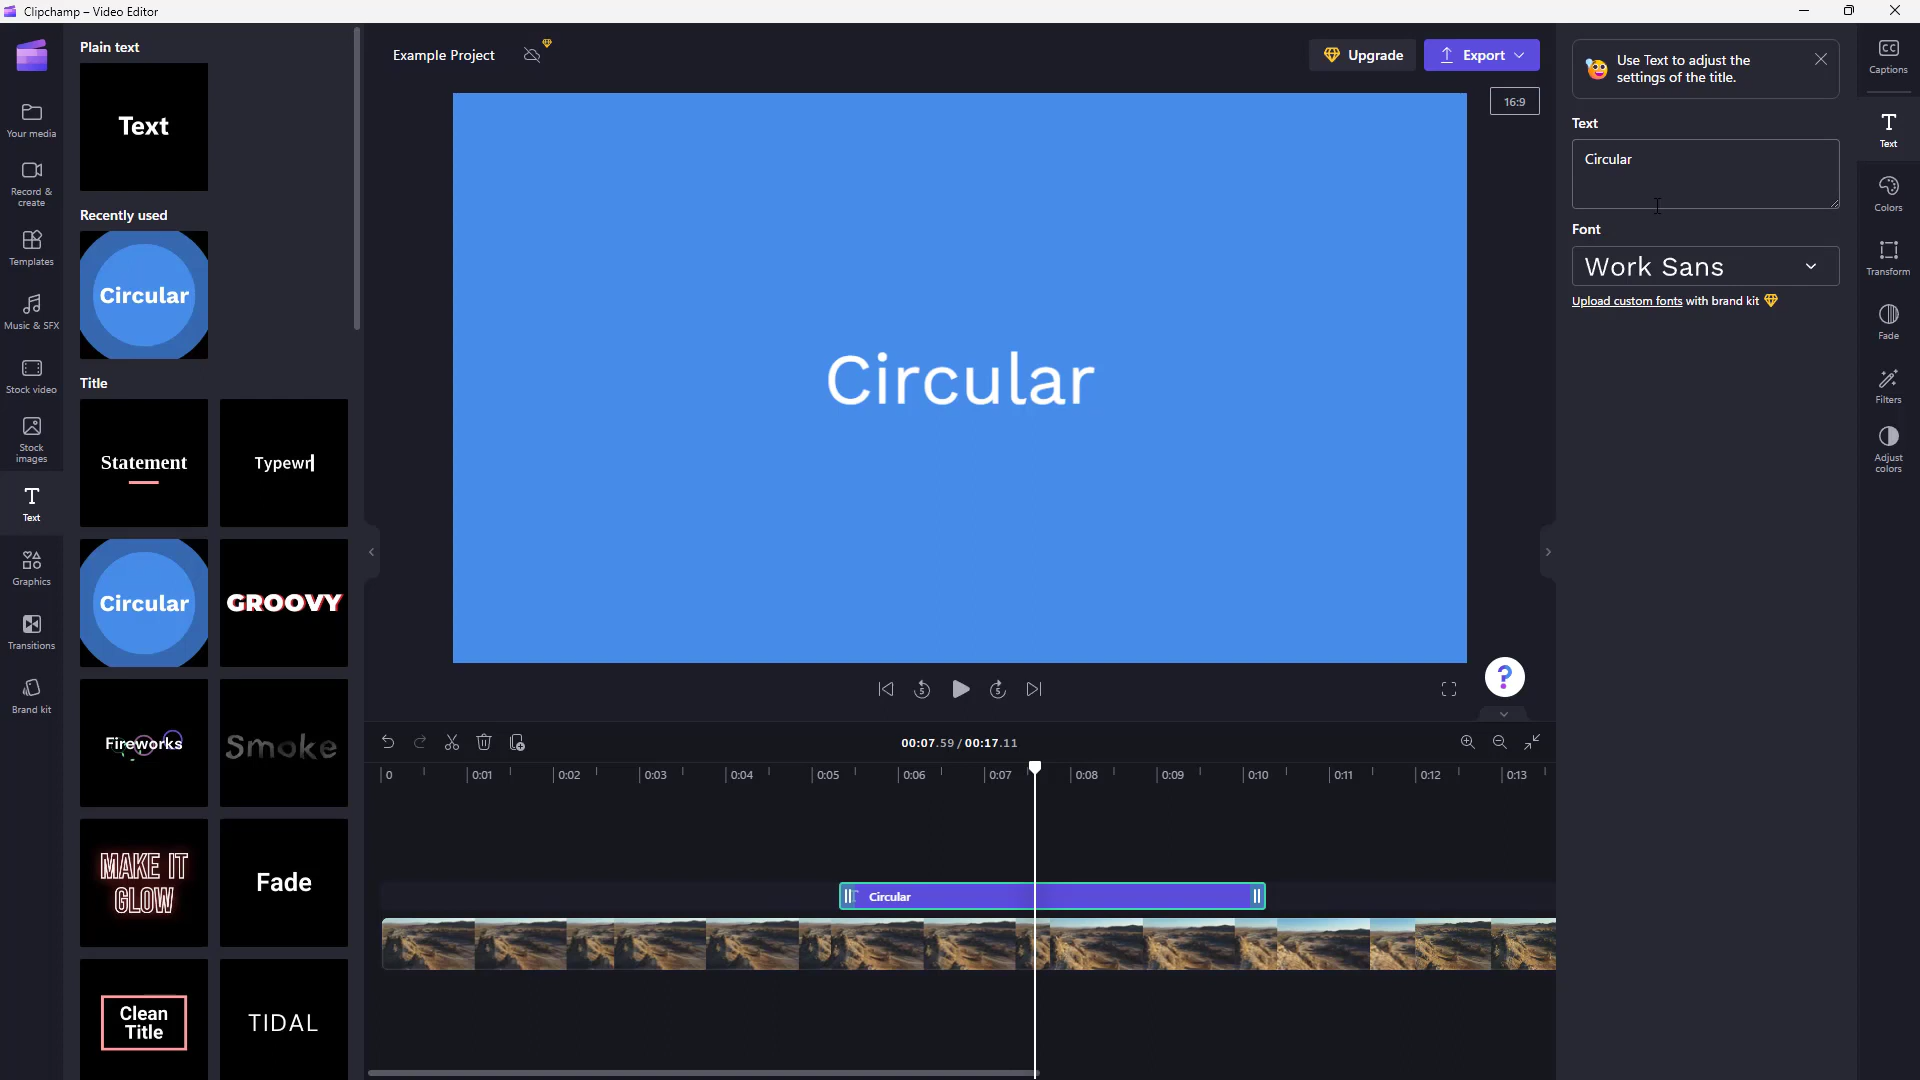 Clipchamp – Video Editor
Your media
Record &
create
Templates
Music & SFX
Stock video
Stock
images
Text
Graphics
Transitions
Brand kit
Plain text
Text
Recently used
Circular
Title
Statement
Typewr
Circular
GROOVY
Fireworks
Smoke
MAKE IT
GLOW
Fade
Clean
Title
TIDAL
Example Project
Upgrade
Export
16:9
Circular
5
5
?
00:07.59 / 00:17.11
0
0:01
0:02
0:03
0:04
0:05
0:06
0:07
0:08
0:09
0:10
0:11
0:12
0:13
Circular
Use Text to adjust the
settings of the title.
Text
Circular
Font
Work Sans
Upload custom fonts with brand kit
CC
Captions
Text
Colors
Transform
Fade
Filters
Adjust
colors